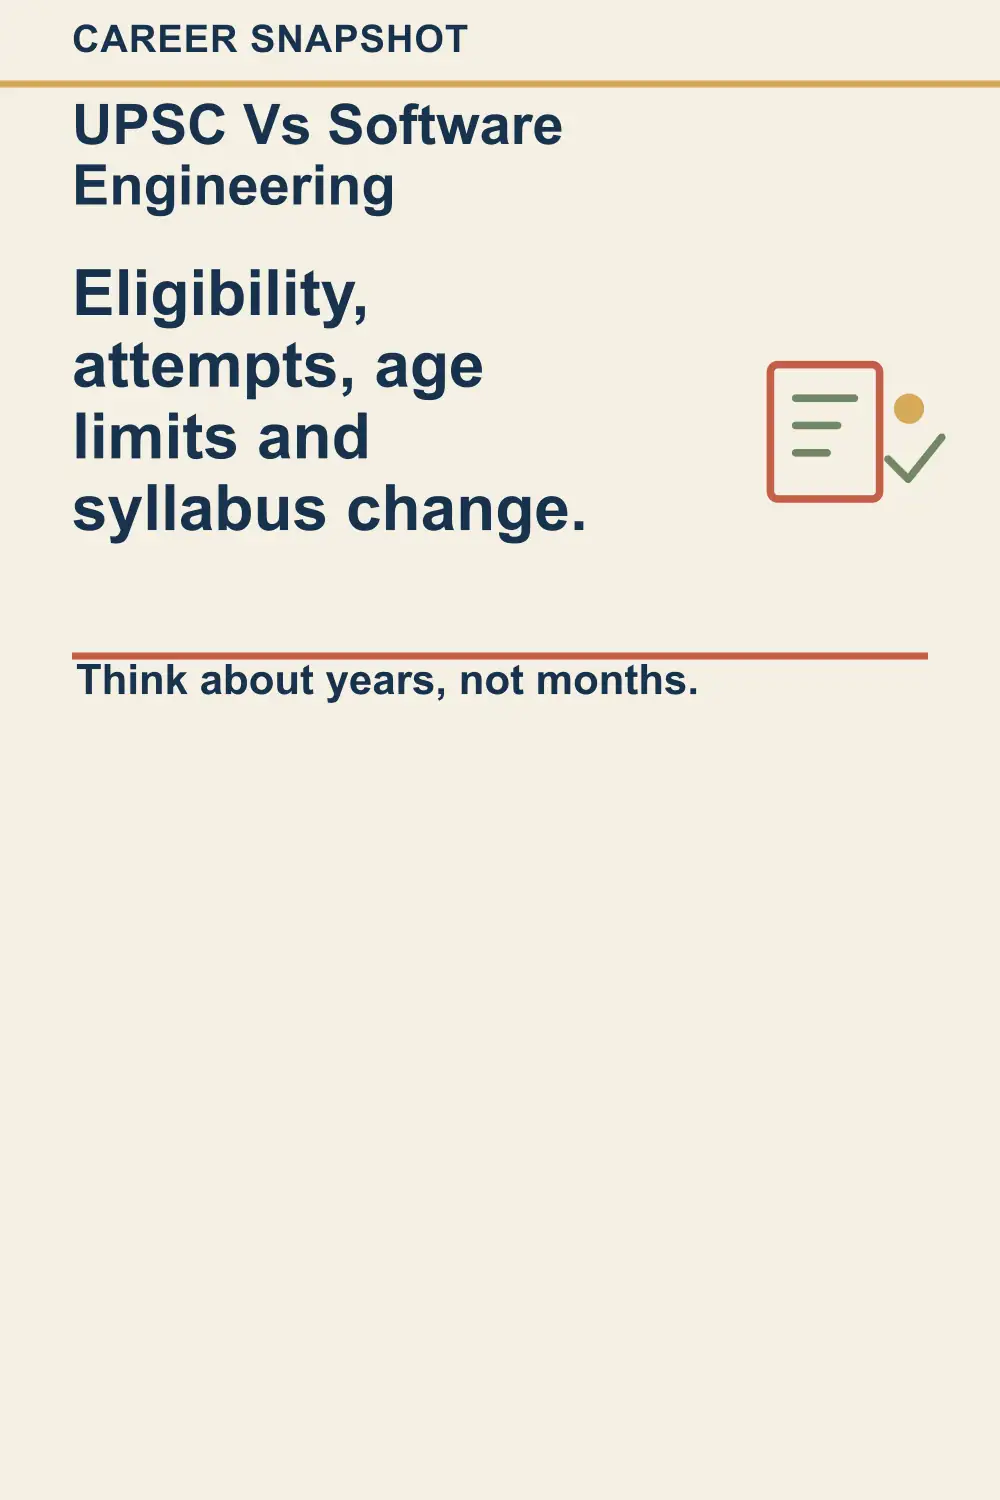 CAREER SNAPSHOT
UPSC Vs Software
Engineering
Eligibility,
attempts, age
limits and
syllabus change.
Think about years, not months.